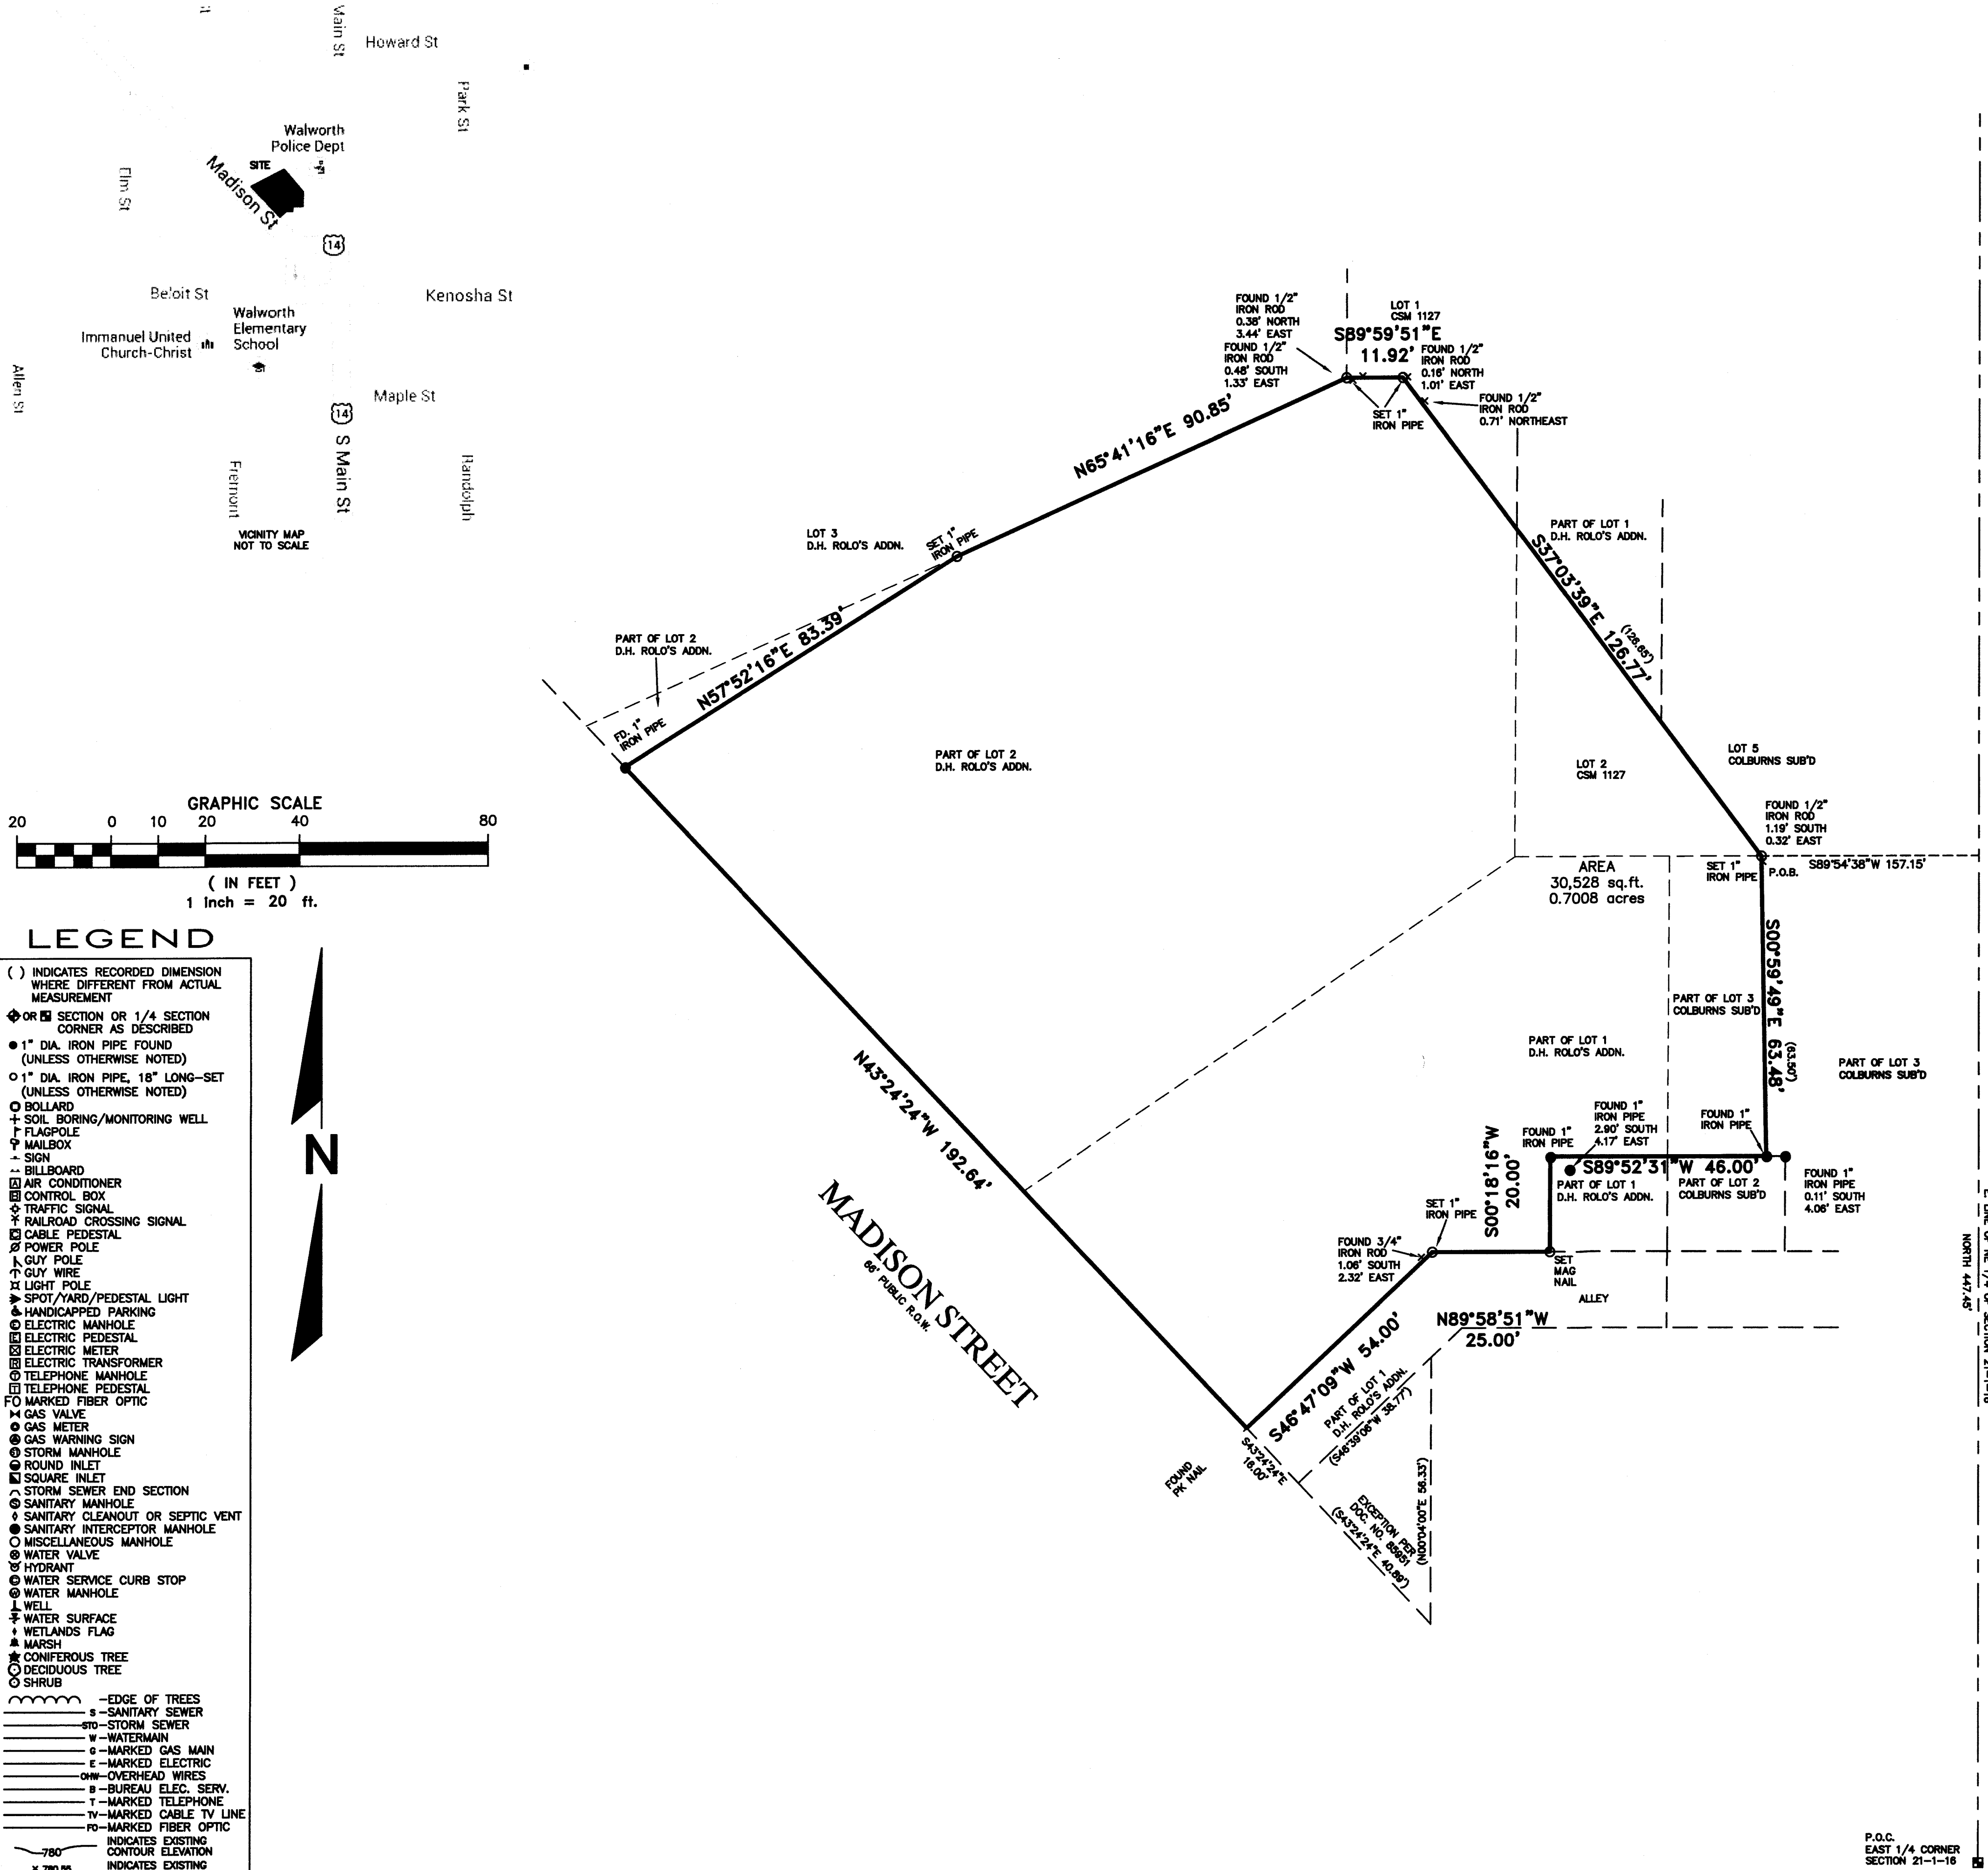 Main St
Howard St
Park St
Walworth
Police Dept
SITE
Madison St
Elm St
14
Beloit St
Kenosha St
Walworth
Elementary
School
Immanuel United
Church-Christ
Allen St
Maple St
14
S Main St
Fremont
Randolph
VICINITY MAP
NOT TO SCALE
FOUND 1/2"
IRON ROD
0.38' NORTH
3.44' EAST
FOUND 1/2"
IRON ROD
0.48' SOUTH
1.33' EAST
LOT 1
CSM 1127
S89°59'51"E
11.92'
FOUND 1/2"
IRON ROD
0.16' NORTH
1.01' EAST
SET 1"
IRON PIPE
FOUND 1/2"
IRON ROD
0.71' NORTHEAST
N65°41'16"E 90.85'
LOT 3
D.H. ROLO'S ADDN.
SET 1"
IRON PIPE
PART OF LOT 1
D.H. ROLO'S ADDN.
S37°03'39"E 126.77'
(126.65')
PART OF LOT 2
D.H. ROLO'S ADDN.
N57°52'16"E 83.39'
FD. 1"
IRON PIPE
PART OF LOT 2
D.H. ROLO'S ADDN.
LOT 2
CSM 1127
LOT 5
COLBURNS SUB'D
FOUND 1/2"
IRON ROD
1.19' SOUTH
0.32' EAST
SET 1"
IRON PIPE
P.O.B.
S89°54'38"W 157.15'
AREA
30,528 sq.ft.
0.7008 acres
S00°59'49"E 63.48'
(63.50')
PART OF LOT 3
COLBURNS SUB'D
PART OF LOT 1
D.H. ROLO'S ADDN.
PART OF LOT 3
COLBURNS SUB'D
FOUND 1"
IRON PIPE
2.90' SOUTH
4.17' EAST
FOUND 1"
IRON PIPE
FOUND 1"
IRON PIPE
S89°52'31"W 46.00'
PART OF LOT 1
D.H. ROLO'S ADDN.
PART OF LOT 2
COLBURNS SUB'D
FOUND 1"
IRON PIPE
0.11' SOUTH
4.06' EAST
S00°18'16"W
20.00'
SET 1"
IRON PIPE
FOUND 3/4"
IRON ROD
1.06' SOUTH
2.32' EAST
SET
MAG
NAIL
ALLEY
N89°58'51"W
25.00'
N43°24'24"W 192.64'
MADISON STREET
66' PUBLIC R.O.W.
S46°47'09"W 54.00'
PART OF LOT 1
D.H. ROLO'S ADDN.
(S46°39'06"W 38.77')
S43°24'24"E
16.00'
FOUND
PK NAIL
EXCEPTION PER
DOC. NO. 85951
(S43°24'24"E 40.89')
(N00°04'00"E 56.33')
NORTH 447.45'
P.O.C.
EAST 1/4 CORNER
SECTION 21-1-16
GRAPHIC SCALE
20 0 10 20 40 80
( IN FEET )
1 inch = 20 ft.
N
LEGEND
( ) INDICATES RECORDED DIMENSION
WHERE DIFFERENT FROM ACTUAL
MEASUREMENT
OR SECTION OR 1/4 SECTION
CORNER AS DESCRIBED
1" DIA. IRON PIPE FOUND
(UNLESS OTHERWISE NOTED)
1" DIA. IRON PIPE, 18" LONG-SET
(UNLESS OTHERWISE NOTED)
BOLLARD
SOIL BORING/MONITORING WELL
FLAGPOLE
MAILBOX
SIGN
BILLBOARD
A AIR CONDITIONER
CONTROL BOX
TRAFFIC SIGNAL
RAILROAD CROSSING SIGNAL
CABLE PEDESTAL
POWER POLE
GUY POLE
GUY WIRE
LIGHT POLE
SPOT/YARD/PEDESTAL LIGHT
HANDICAPPED PARKING
ELECTRIC MANHOLE
E ELECTRIC PEDESTAL
ELECTRIC METER
R ELECTRIC TRANSFORMER
T TELEPHONE MANHOLE
T TELEPHONE PEDESTAL
FO MARKED FIBER OPTIC
GAS VALVE
GAS METER
GAS WARNING SIGN
STORM MANHOLE
ROUND INLET
SQUARE INLET
STORM SEWER END SECTION
S SANITARY MANHOLE
SANITARY CLEANOUT OR SEPTIC VENT
SANITARY INTERCEPTOR MANHOLE
MISCELLANEOUS MANHOLE
WATER VALVE
HYDRANT
WATER SERVICE CURB STOP
W WATER MANHOLE
WELL
WATER SURFACE
WETLANDS FLAG
MARSH
CONIFEROUS TREE
DECIDUOUS TREE
SHRUB
-EDGE OF TREES
S -SANITARY SEWER
STO-STORM SEWER
W -WATERMAIN
G -MARKED GAS MAIN
E -MARKED ELECTRIC
OHW-OVERHEAD WIRES
B -BUREAU ELEC. SERV.
T -MARKED TELEPHONE
TV-MARKED CABLE TV LINE
FO-MARKED FIBER OPTIC
780 INDICATES EXISTING
CONTOUR ELEVATION
x 780.55 INDICATES EXISTING